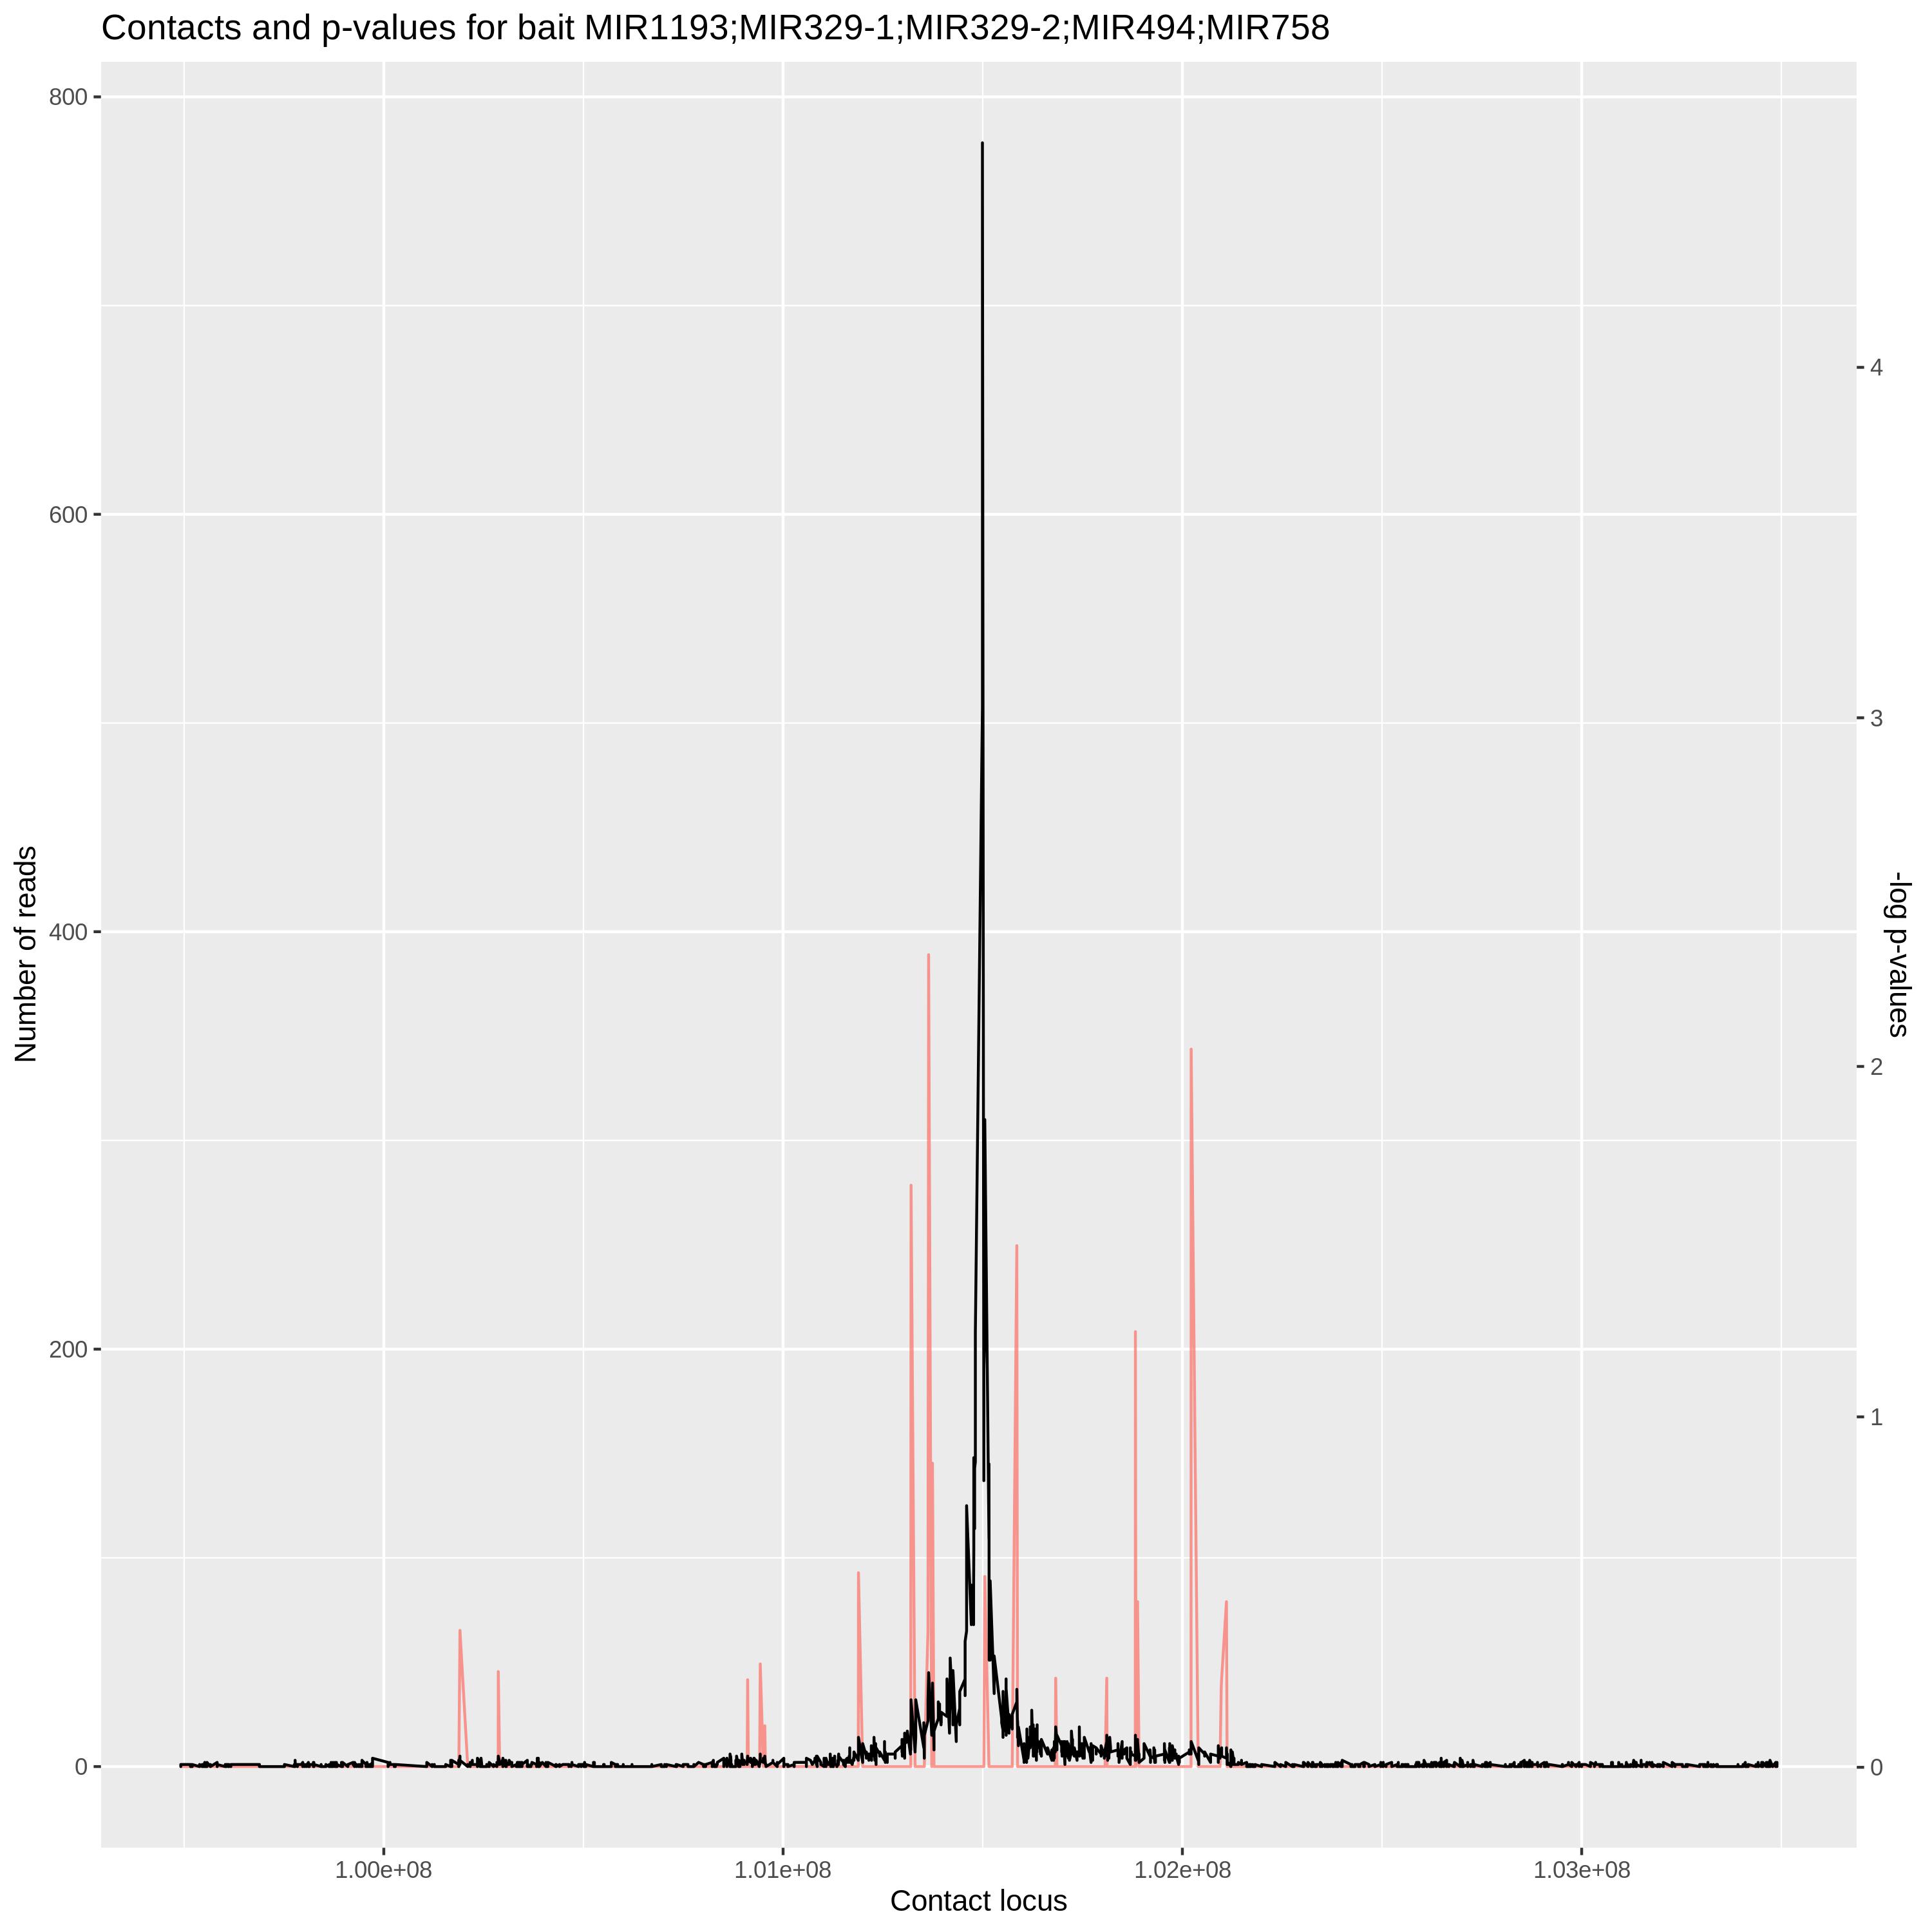 Contacts and p-values for bait MIR1193;MIR329-1;MIR329-2;MIR494;MIR758
800
600
400
200
0
Number of reads
4
3
2
1
0
-log p-values
1.00e+08
1.01e+08
1.02e+08
1.03e+08
Contact locus